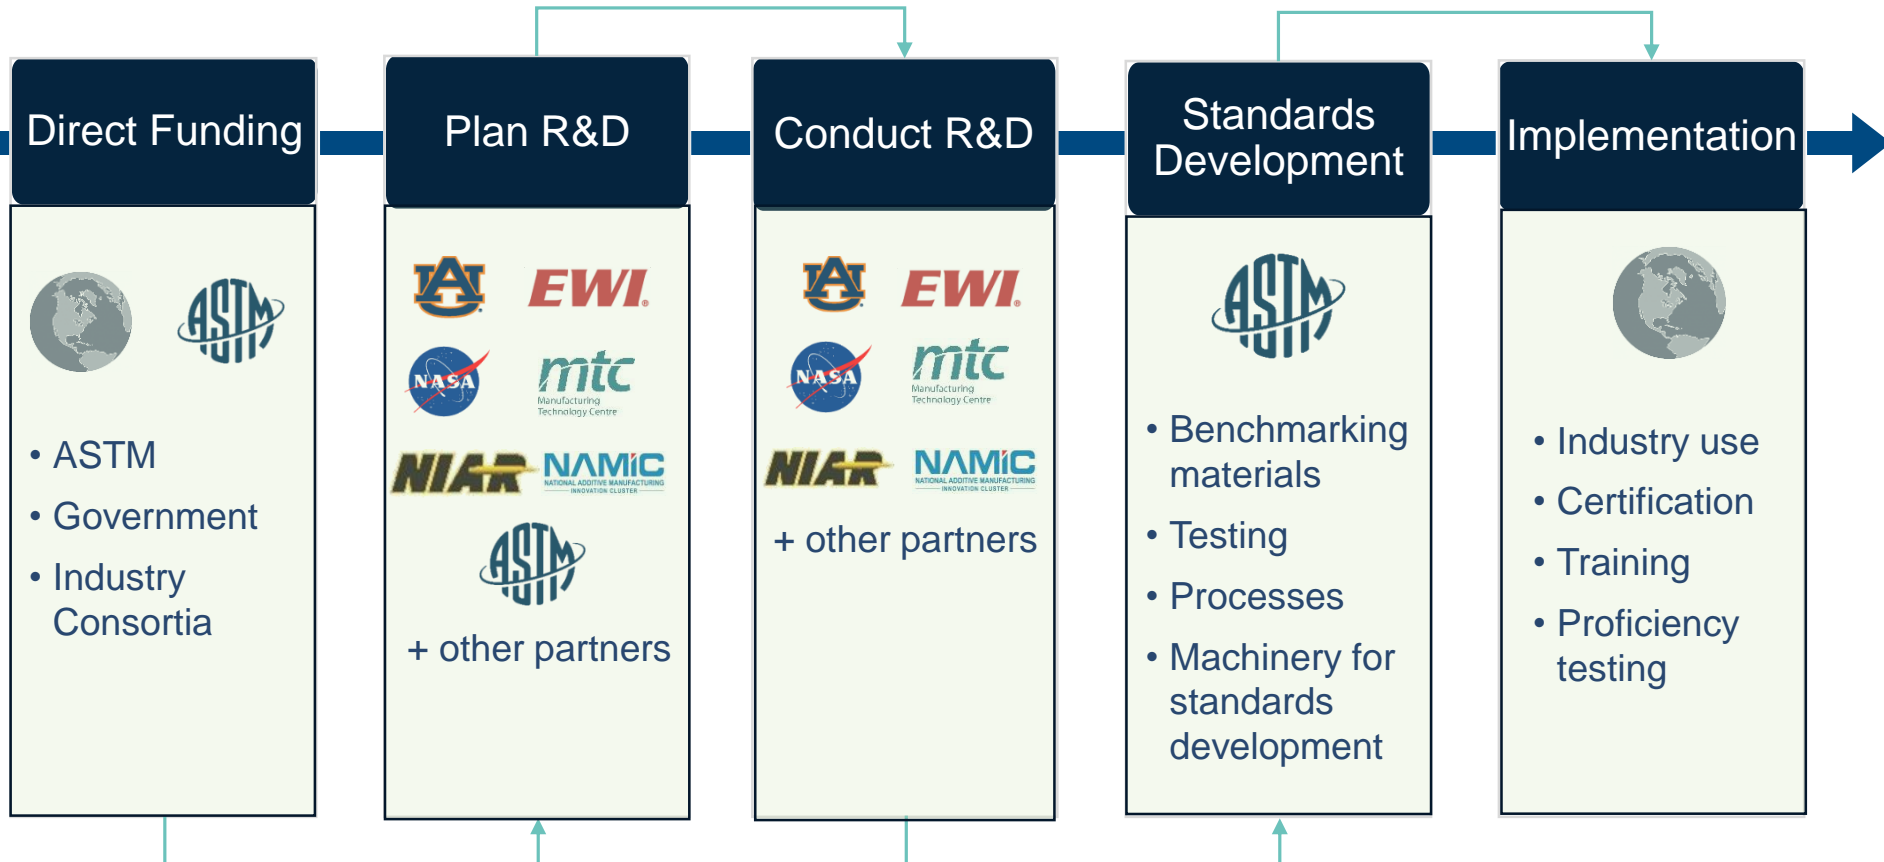 Direct Funding
• ASTM
• Government
• Industry
Consortia
Plan R&D
EWI®
NASA
mtc
Manufacturing
Technology Centre
NIAR
NAMIC
NATIONAL ADDITIVE MANUFACTURING
INNOVATION CLUSTER
ASTM
+ other partners
Conduct R&D
EWI®
NASA
mtc
Manufacturing
Technology Centre
NIAR
NAMIC
NATIONAL ADDITIVE MANUFACTURING
INNOVATION CLUSTER
+ other partners
Standards
Development
ASTM
• Benchmarking
materials
• Testing
• Processes
• Machinery for
standards
development
Implementation
• Industry use
• Certification
• Training
• Proficiency
testing